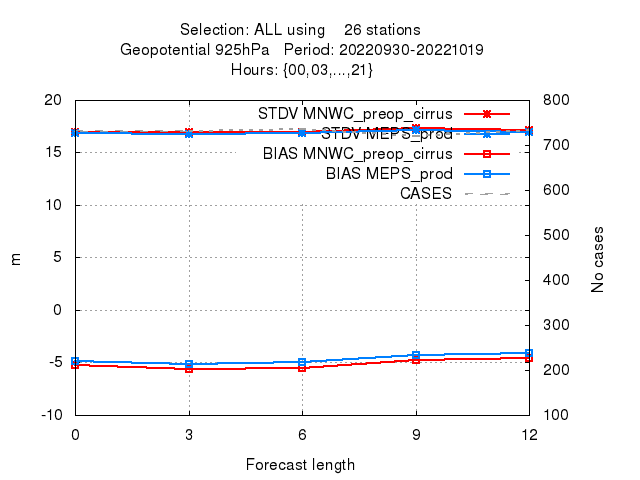 Selection: ALL using    26 stations
Geopotential 925hPa   Period: 20220930-20221019
Hours: {00,03,...,21}
20
15
10
5
0
-5
-10
m
800
700
600
500
400
300
200
100
No cases
STDV MNWC_preop_cirrus
STDV MEPS_prod
BIAS MNWC_preop_cirrus
BIAS MEPS_prod
CASES
0 3 6 9 12
Forecast length